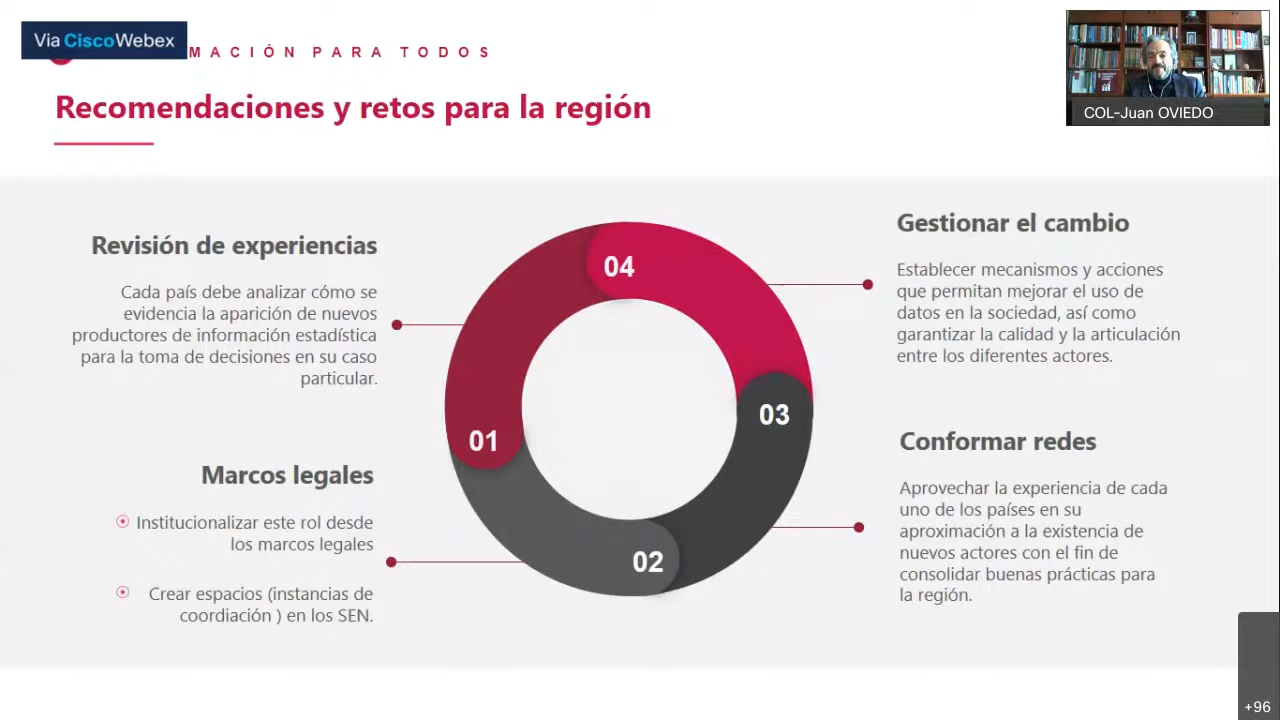 Via CiscoWebex
MACIÓN PARA TODOS
COL-Juan OVIEDO
Recomendaciones y retos para la región
Revisión de experiencias
Cada país debe analizar cómo se
evidencia la aparición de nuevos
productores de información estadística
para la toma de decisiones en su caso
particular.
Marcos legales
Institucionalizar este rol desde
los marcos legales
Crear espacios (instancias de
coordiación ) en los SEN.
04
01
03
02
Gestionar el cambio
Establecer mecanismos y acciones
que permitan mejorar el uso de
datos en la sociedad, así como
garantizar la calidad y la articulación
entre los diferentes actores.
Conformar redes
Aprovechar la experiencia de cada
uno de los países en su
aproximación a la existencia de
nuevos actores con el fin de
consolidar buenas prácticas para
la región.
+96